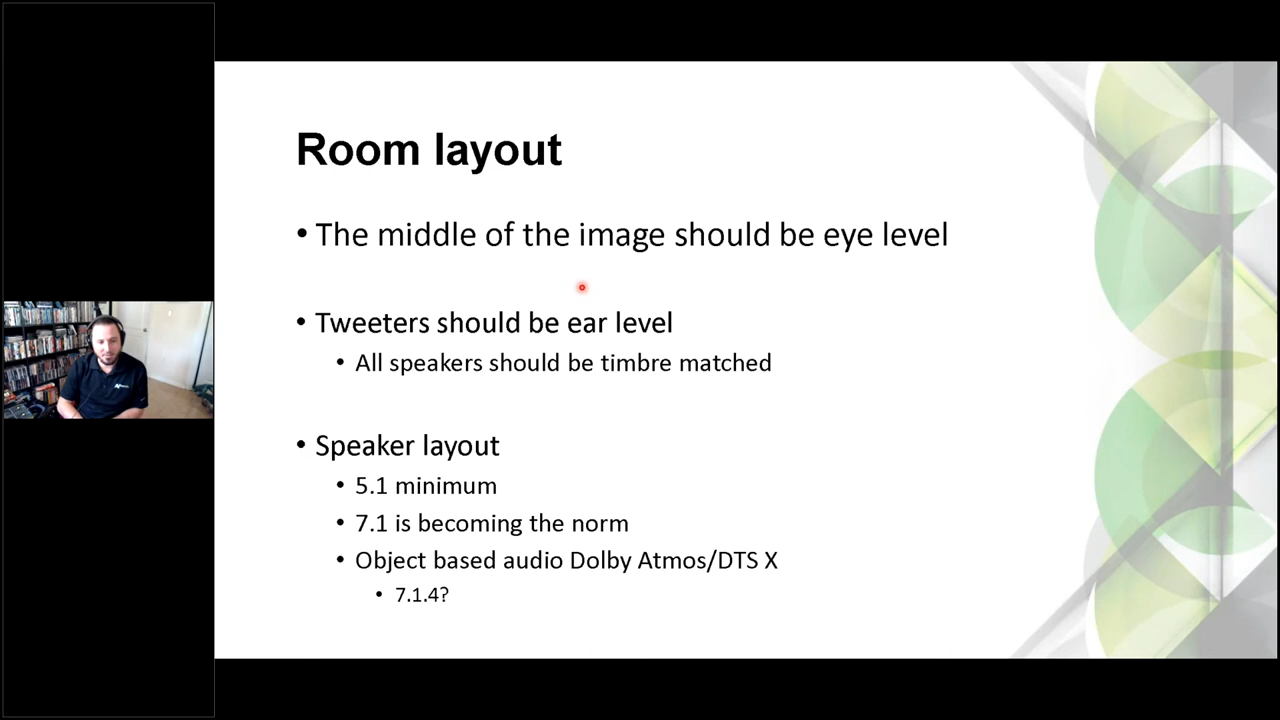 Room layout
• The middle of the image should be eye level
• Tweeters should be ear level
• All speakers should be timbre matched
• Speaker layout
• 5.1 minimum
• 7.1 is becoming the norm
• Object based audio Dolby Atmos/DTS X
• 7.1.4?